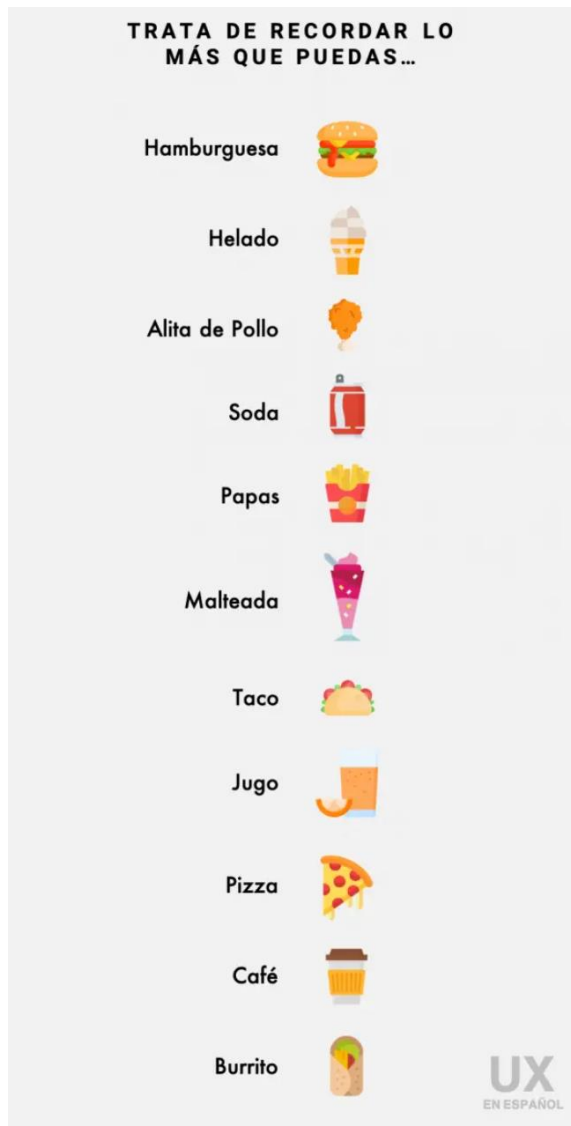 TRATA DE RECORDAR LO
MÁS QUE PUEDAS...
Hamburguesa
Helado
Alita de Pollo
Soda
Papas
Malteada
Taco
Jugo
Pizza
Café
Burrito
UX
EN ESPAÑOL